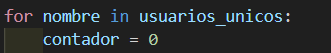 for nombre in usuarios_unicos:
    contador = 0